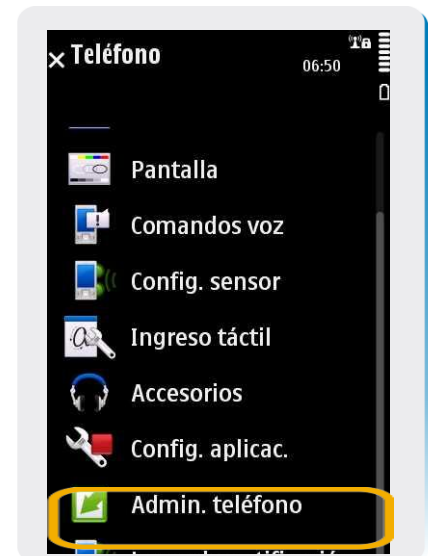 Teléfono
06:50
Pantalla
Comandos voz
Config. sensor
Ingreso táctil
Accesorios
Config. aplicac.
Admin. teléfono